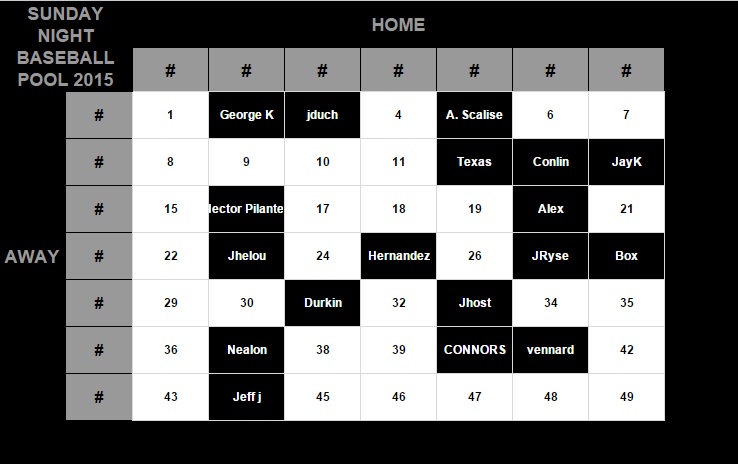 SUNDAY
NIGHT
BASEBALL
POOL 2015
HOME
# # # # # # #
# 1 George K jduch 4 A. Scalise 6 7
# 8 9 10 11 Texas Conlin JayK
# 15 lector Pilante 17 18 19 Alex 21
AWAY # 22 Jhelou 24 Hernandez 26 JRyse Box
# 29 30 Durkin 32 Jhost 34 35
# 36 Nealon 38 39 CONNORS vennard 42
# 43 Jeff j 45 46 47 48 49